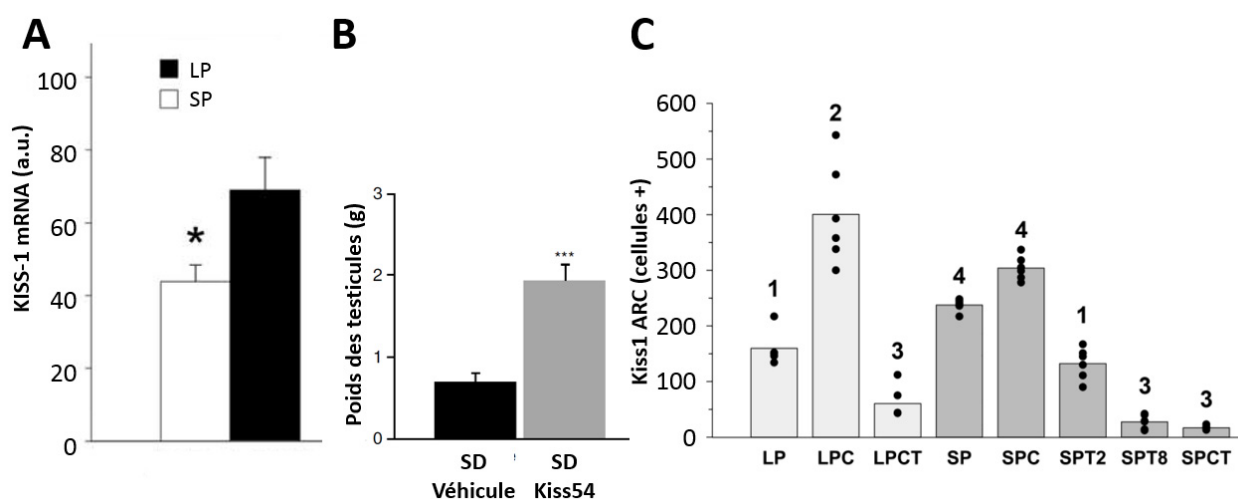 A
LP
SP
100
80
60
40
20
0
KISS-1 mRNA (a.u.)
*
B
3
2
1
0
Poids des testicules (g)
***
SD
Véhicule
SD
Kiss54
C
600
500
400
300
200
100
0
Kiss1 ARC (cellules +)
1
2
3
4
4
1
3
3
LP LPC LPCT SP SPC SPT2 SPT8 SPCT